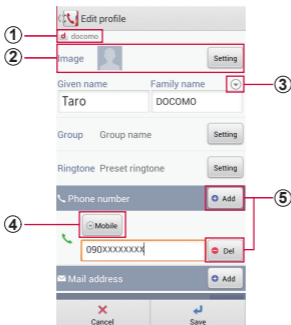 Edit profile
① d docomo
② Image Setting
Given name Family name ③
Taro DOCOMO
Group Group name Setting
Ringtone Preset ringtone Setting
Phone number Add ⑤
④ Mobile
090XXXXXXXX Del
Mail address Add
Cancel Save